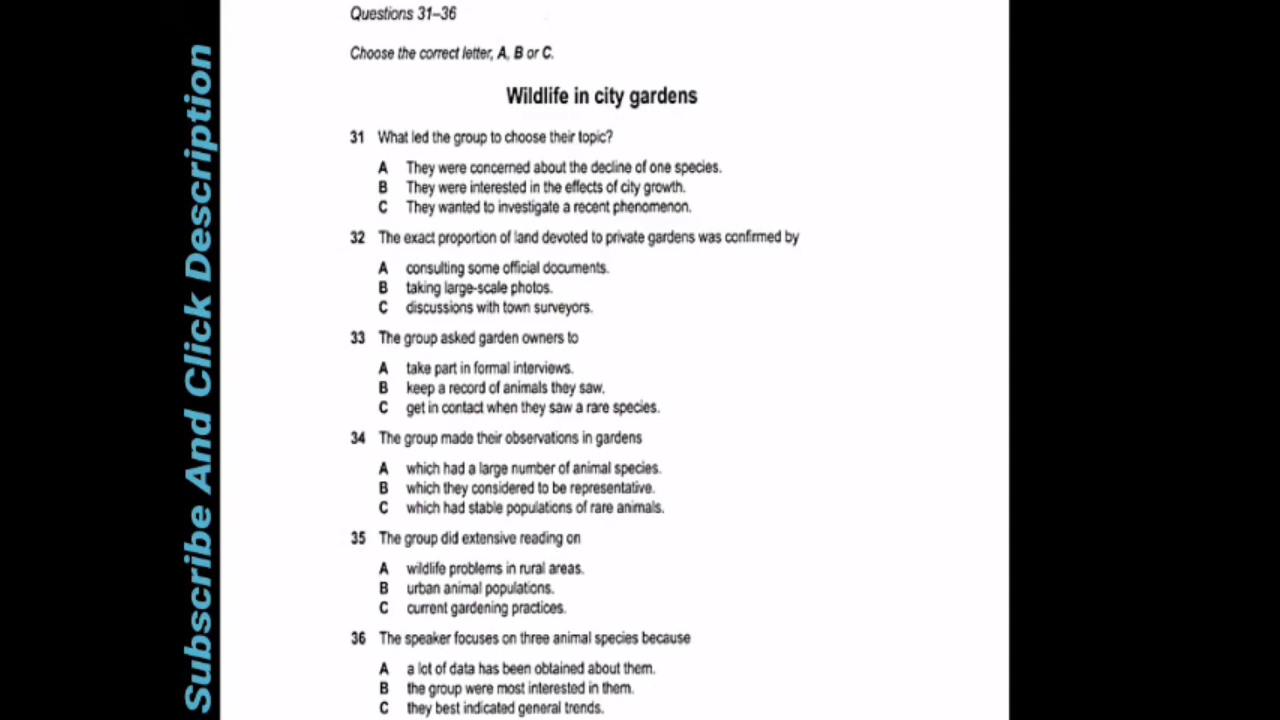 Subscribe And Click Description
Questions 31–36
Choose the correct letter, A, B or C.
Wildlife in city gardens
31 What led the group to choose their topic?
A They were concerned about the decline of one species.
B They were interested in the effects of city growth.
C They wanted to investigate a recent phenomenon.
32 The exact proportion of land devoted to private gardens was confirmed by
A consulting some official documents.
B taking large-scale photos.
C discussions with town surveyors.
33 The group asked garden owners to
A take part in formal interviews.
B keep a record of animals they saw.
C get in contact when they saw a rare species.
34 The group made their observations in gardens
A which had a large number of animal species.
B which they considered to be representative.
C which had stable populations of rare animals.
35 The group did extensive reading on
A wildlife problems in rural areas.
B urban animal populations.
C current gardening practices.
36 The speaker focuses on three animal species because
A a lot of data has been obtained about them.
B the group were most interested in them.
C they best indicated general trends.